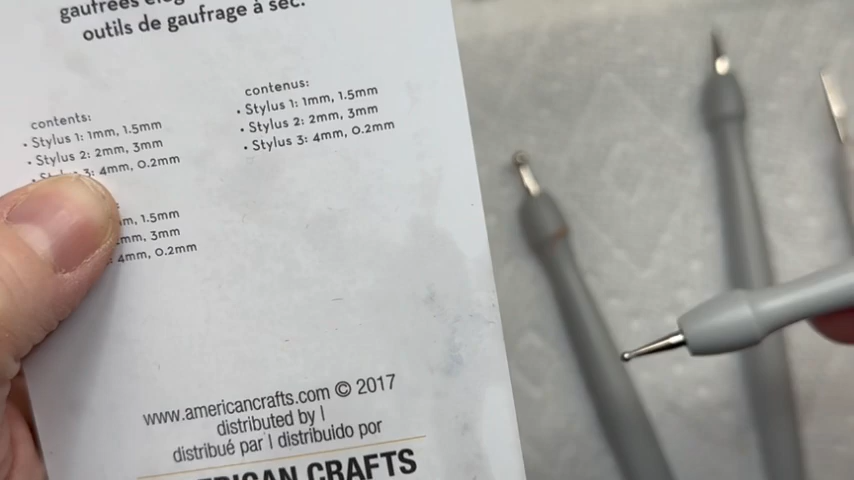 gaufrées
outils de gaufrage à sec.
contents:
• Stylus 1: 1mm, 1.5mm
• Stylus 2: 2mm, 3mm
3: 4mm, 0.2mm
contenus:
• Stylus 1: 1mm, 1.5mm
• Stylus 2: 2mm, 3mm
• Stylus 3: 4mm, 0.2mm
1.5mm
3mm
4mm, 0.2mm
www.americancrafts.com © 2017
distributed by |
distribué par | distribuido por
CRAFTS